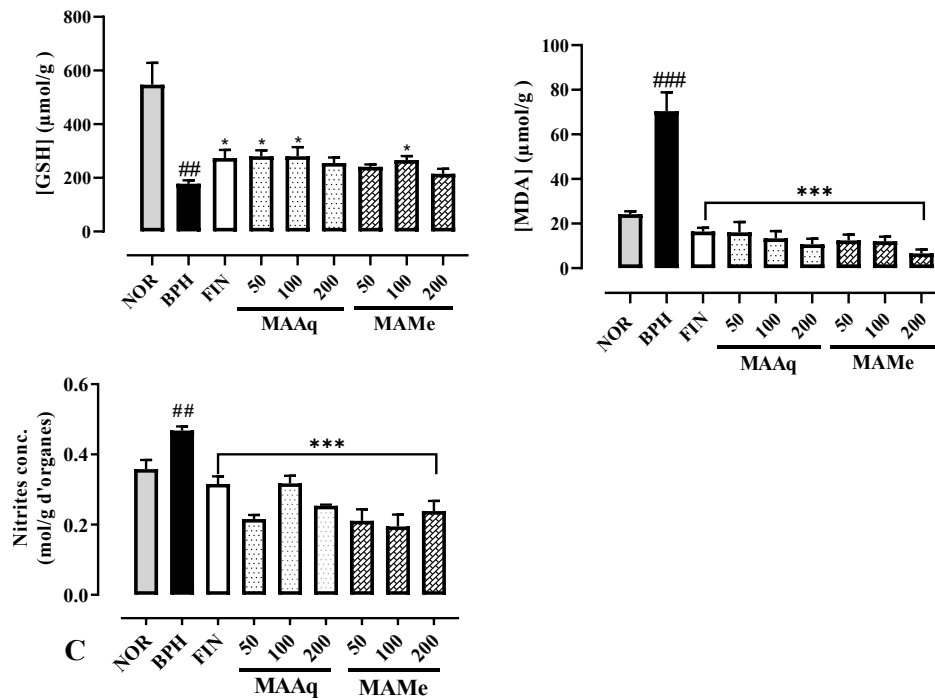 800
600
400
200
0
[GSH] (µmol/g)
##
*
*
*
*
NOR
BPH
FIN
50
100
200
50
100
200
MAAq
MAMe
100
80
60
40
20
0
[MDA] (µmol/g )
###
***
NOR
BPH
FIN
50
100
200
50
100
200
MAAq
MAMe
0.6
0.4
0.2
0.0
Nitrites conc.
(mol/g d'organes)
##
***
NOR
BPH
FIN
50
100
200
50
100
200
MAAq
MAMe
C